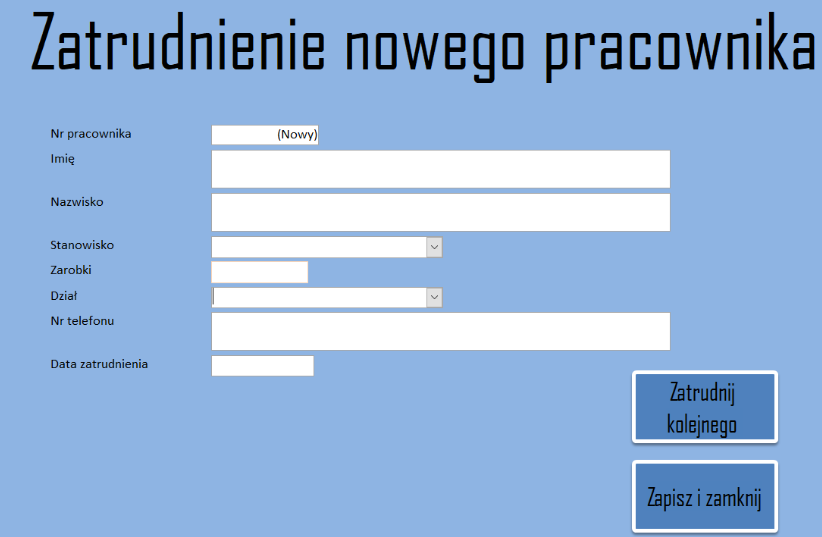 Zatrudnienie nowego pracownika
Nr pracownika (Nowy)
Imię
Nazwisko
Stanowisko
Zarobki
Dział
Nr telefonu
Data zatrudnienia
Zatrudnij
kolejnego
Zapisz i zamknij